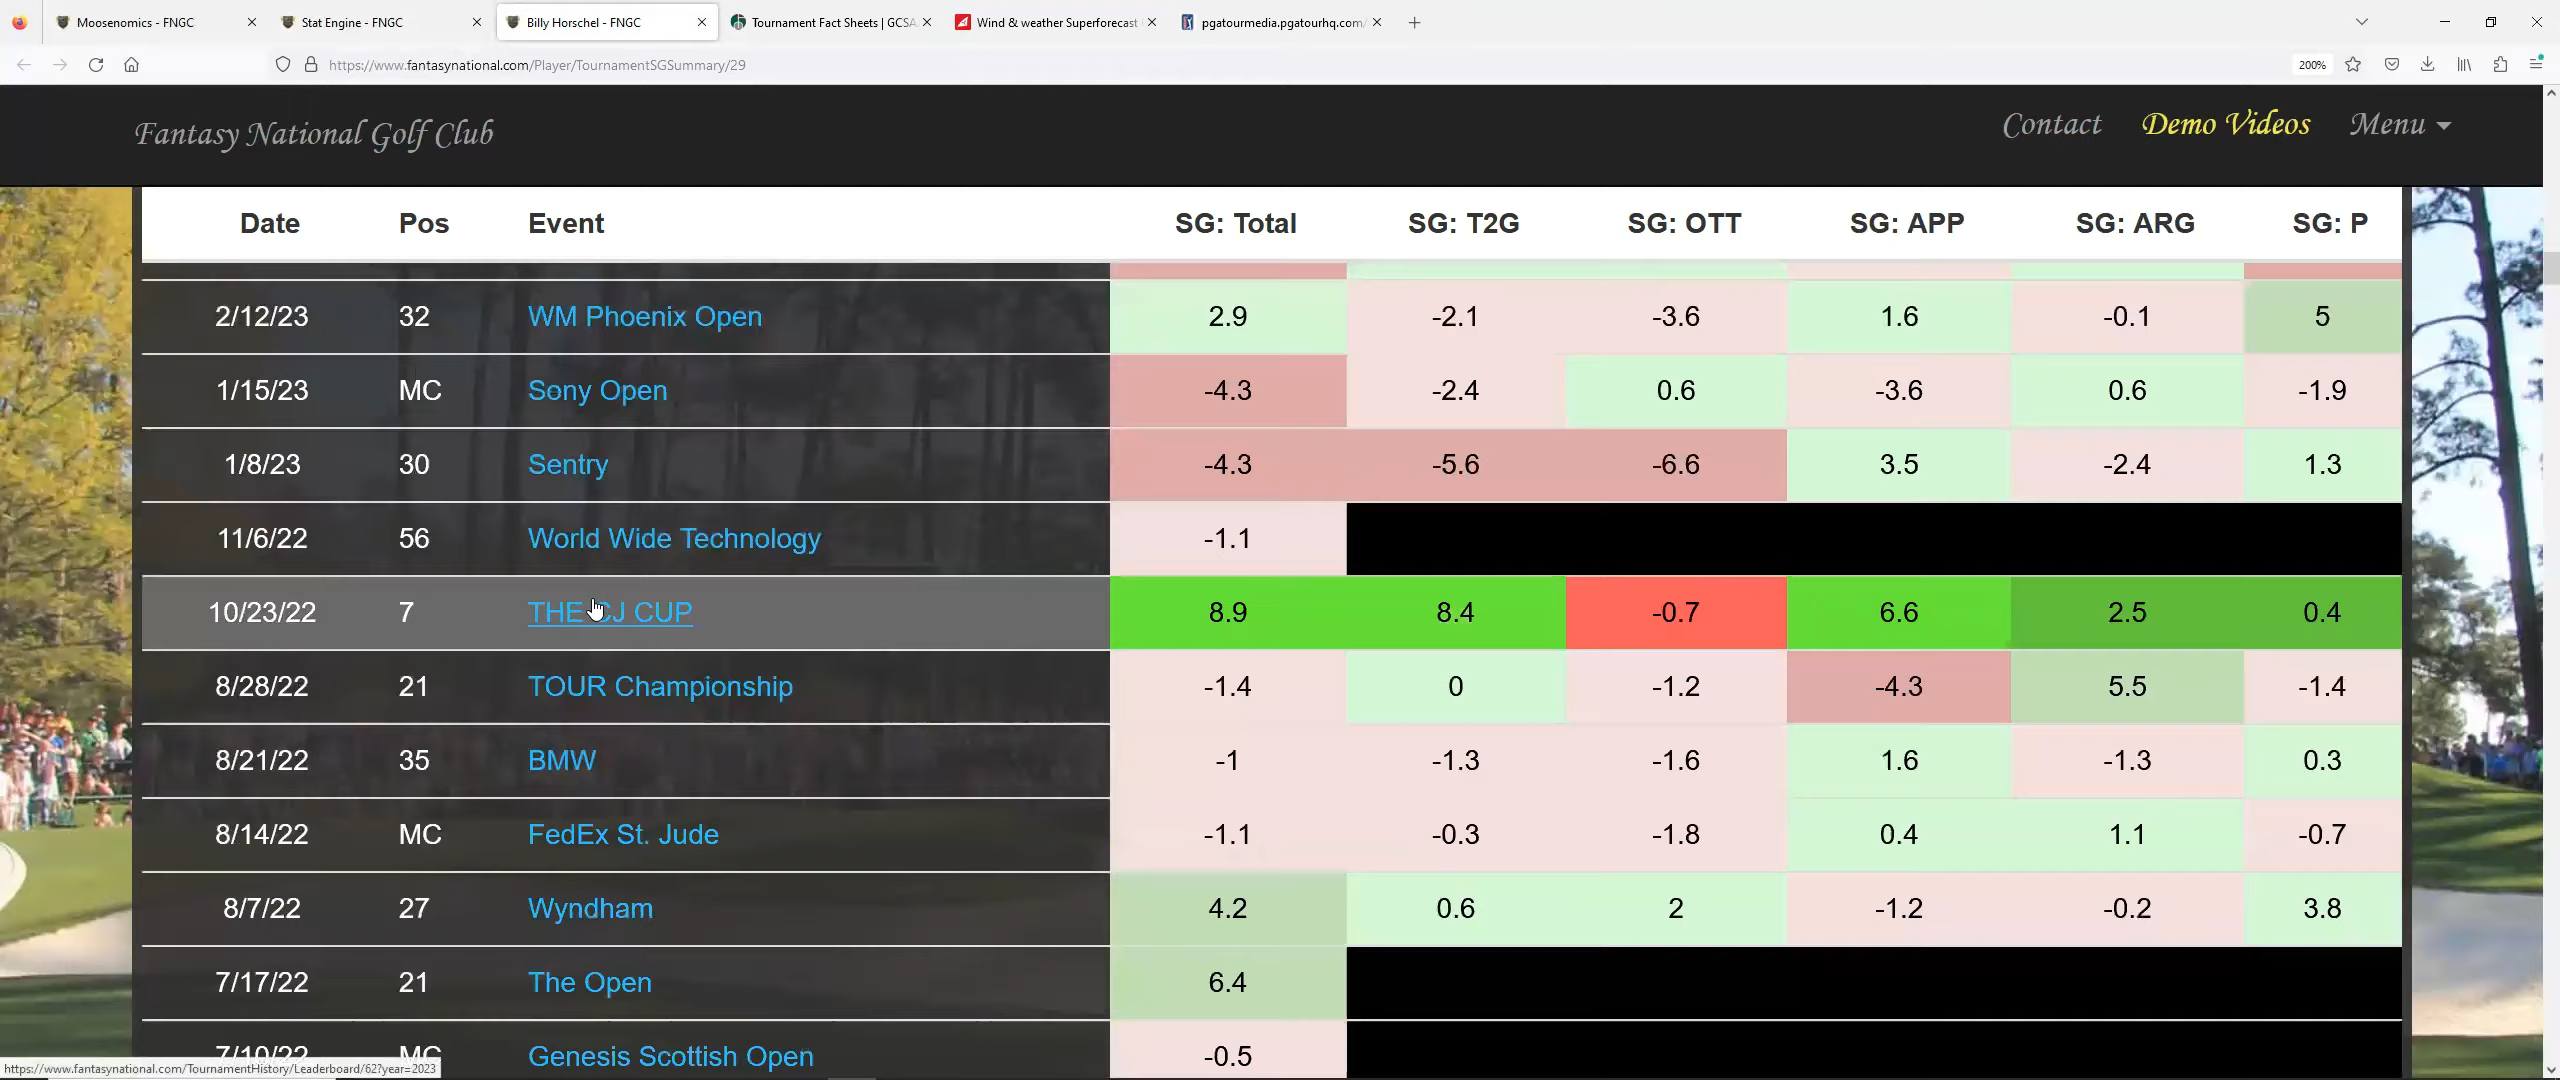 Moosenomics - FNGC
Stat Engine - FNGC
Billy Horschel - FNGC
Tournament Fact Sheets | GCSA
Wind & weather Superforecast
pgatourmedia.pgatourhq.com/
https://www.fantasynational.com/Player/TournamentSGSummary/29
200%
Fantasy National Golf Club
Contact
Demo Videos
Menu
Date Pos Event SG: Total SG: T2G SG: OTT SG: APP SG: ARG SG: P
2/12/23 32 WM Phoenix Open 2.9 -2.1 -3.6 1.6 -0.1 5
1/15/23 MC Sony Open -4.3 -2.4 0.6 -3.6 0.6 -1.9
1/8/23 30 Sentry -4.3 -5.6 -6.6 3.5 -2.4 1.3
11/6/22 56 World Wide Technology -1.1
10/23/22 7 THE CJ CUP 8.9 8.4 -0.7 6.6 2.5 0.4
8/28/22 21 TOUR Championship -1.4 0 -1.2 -4.3 5.5 -1.4
8/21/22 35 BMW -1 -1.3 -1.6 1.6 -1.3 0.3
8/14/22 MC FedEx St. Jude -1.1 -0.3 -1.8 0.4 1.1 -0.7
8/7/22 27 Wyndham 4.2 0.6 2 -1.2 -0.2 3.8
7/17/22 21 The Open 6.4
7/10/22 MC Genesis Scottish Open -0.5
https://www.fantasynational.com/TournamentHistory/Leaderboard/62?year=2023